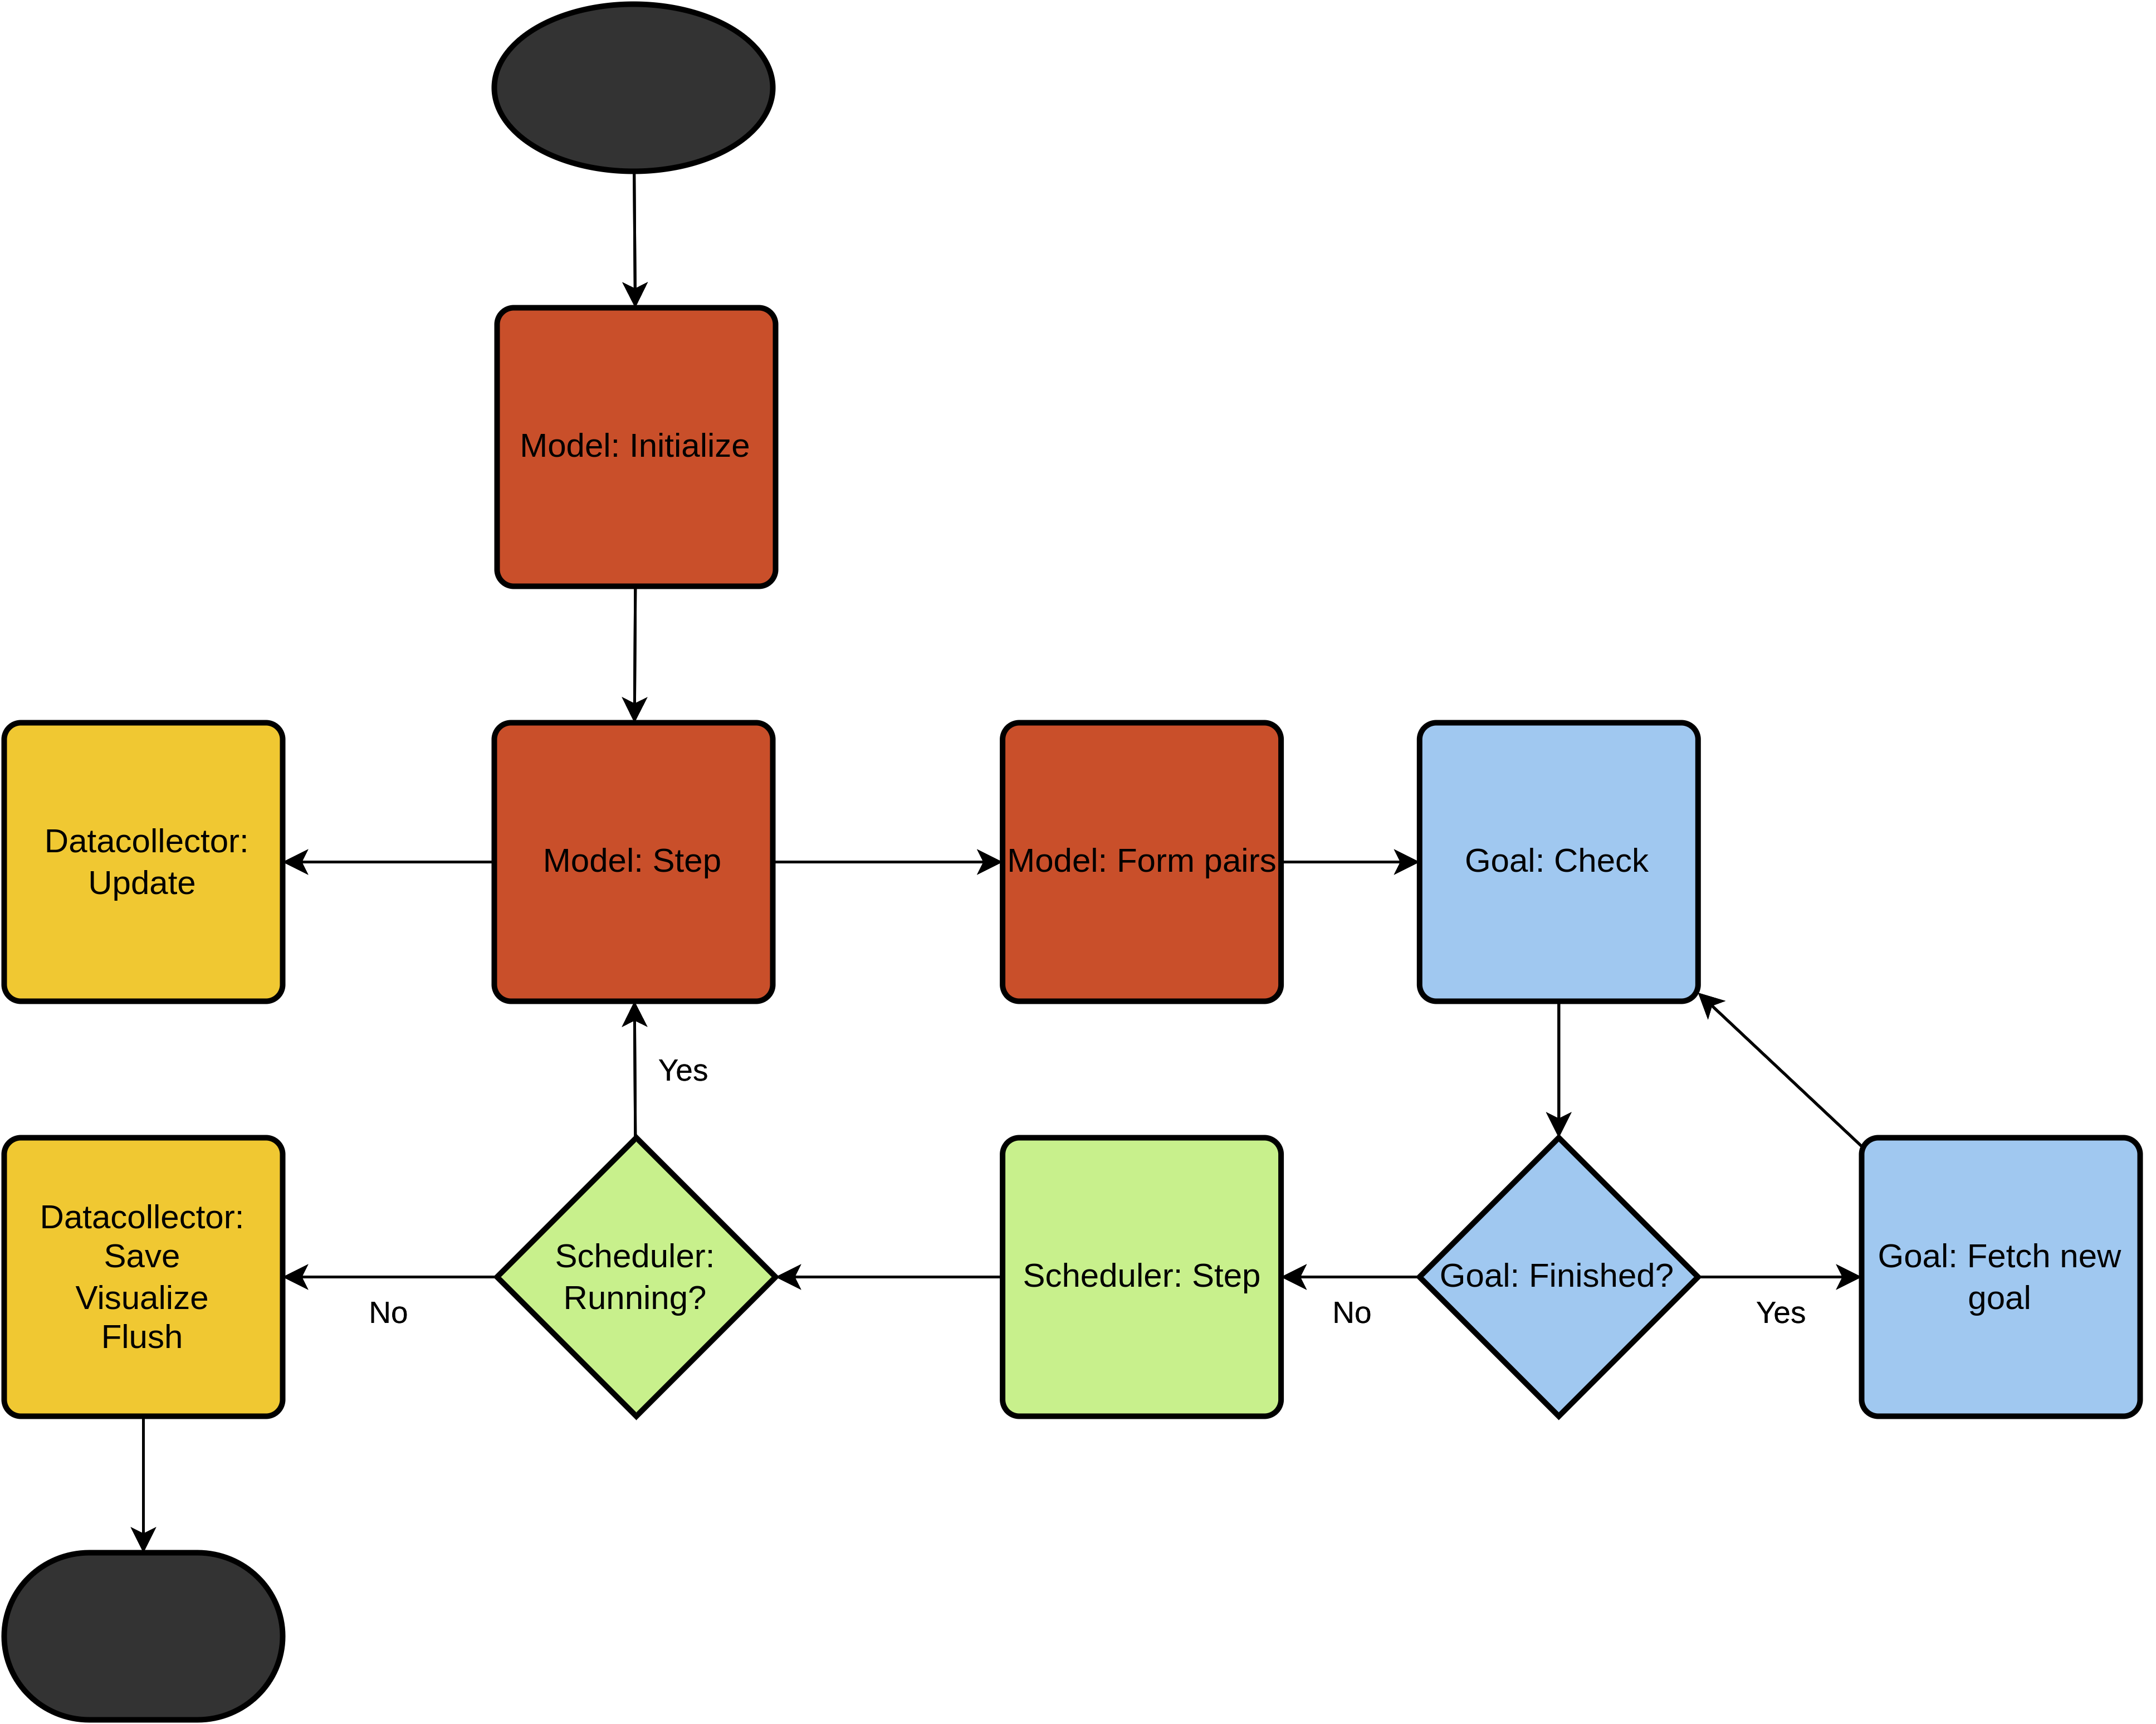 Model: Initialize
Datacollector:
Update
Model: Step
Model: Form pairs
Goal: Check
Yes
Datacollector:
Save
Visualize
Flush
No
Scheduler:
Running?
Scheduler: Step
No
Goal: Finished?
Yes
Goal: Fetch new
goal